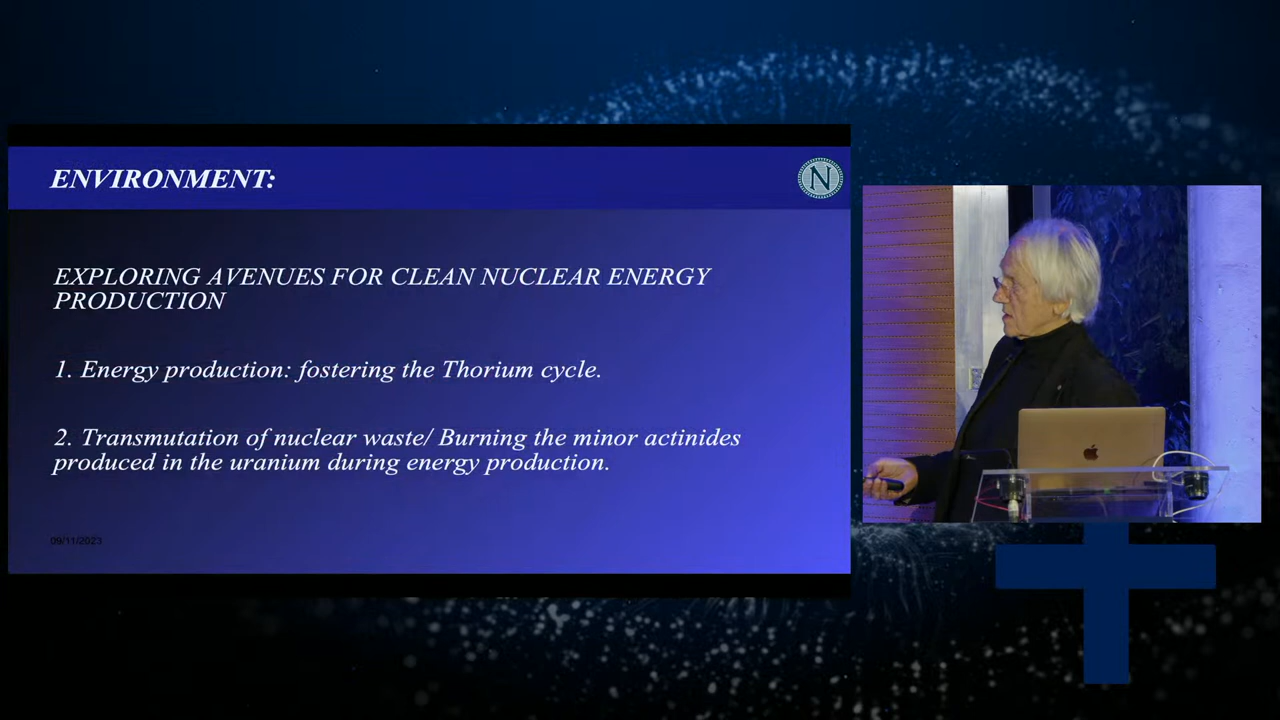 ENVIRONMENT:
N
EXPLORING AVENUES FOR CLEAN NUCLEAR ENERGY
PRODUCTION
1. Energy production: fostering the Thorium cycle.
2. Transmutation of nuclear waste/ Burning the minor actinides
produced in the uranium during energy production.
09/11/2023